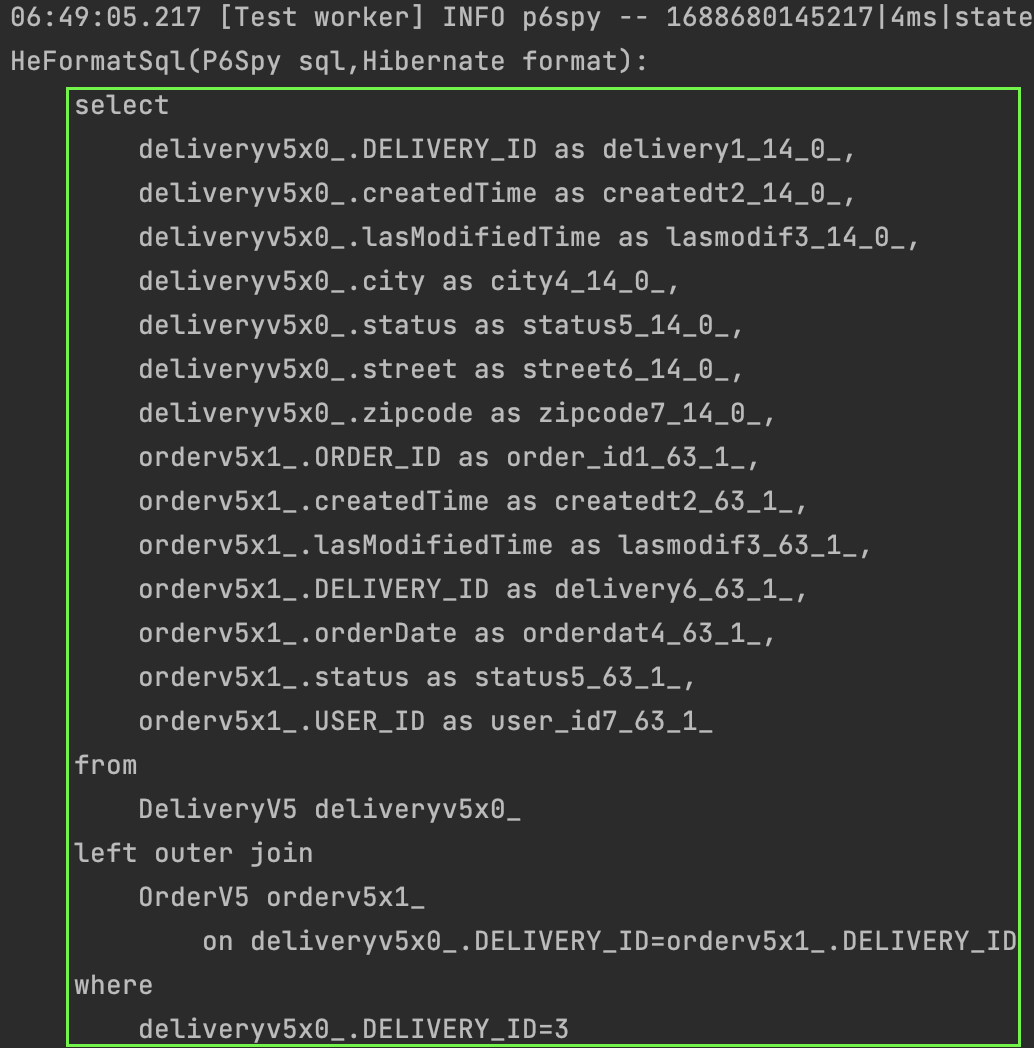 06:49:05.217 [Test worker] INFO p6spy -- 1688680145217|4ms|state
HeFormatSql(P6Spy sql,Hibernate format):
select
deliveryv5x0_.DELIVERY_ID as delivery1_14_0_,
deliveryv5x0_.createdTime as createdt2_14_0_,
deliveryv5x0_.lasModifiedTime as lasmodif3_14_0_,
deliveryv5x0_.city as city4_14_0_,
deliveryv5x0_.status as status5_14_0_,
deliveryv5x0_.street as street6_14_0_,
deliveryv5x0_.zipcode as zipcode7_14_0_,
orderv5x1_.ORDER_ID as order_id1_63_1_,
orderv5x1_.createdTime as createdt2_63_1_,
orderv5x1_.lasModifiedTime as lasmodif3_63_1_,
orderv5x1_.DELIVERY_ID as delivery6_63_1_,
orderv5x1_.orderDate as orderdat4_63_1_,
orderv5x1_.status as status5_63_1_,
orderv5x1_.USER_ID as user_id7_63_1_
from
DeliveryV5 deliveryv5x0_
left outer join
OrderV5 orderv5x1_
on deliveryv5x0_.DELIVERY_ID=orderv5x1_.DELIVERY_ID
where
deliveryv5x0_.DELIVERY_ID=3